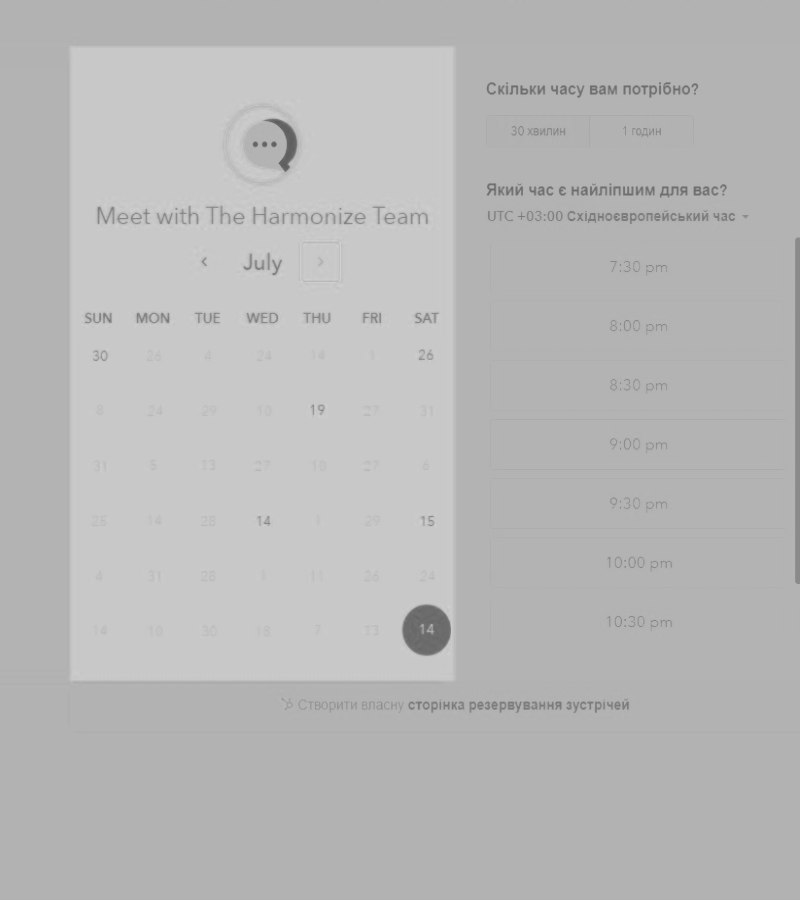 Meet with The Harmonize Team
July
SUN MON TUE WED THU FRI SAT
30 26 4 24 14 1 26
8 24 29 10 19 27 31
31 5 13 27 10 27 6
14 28 14 1 29 15
4 31 28 1 11 26 24
14 30 7 13 14
Скільки часу вам потрібно?
30 хвилин 1 годин
Який час є найліпшим для вас?
UTC +03:00 Східноєвропейський час
7:30 pm
8:00 pm
8:30 pm
9:00 pm
9:30 pm
10:00 pm
10:30 pm
Створити власну сторінка резервування зустрічей